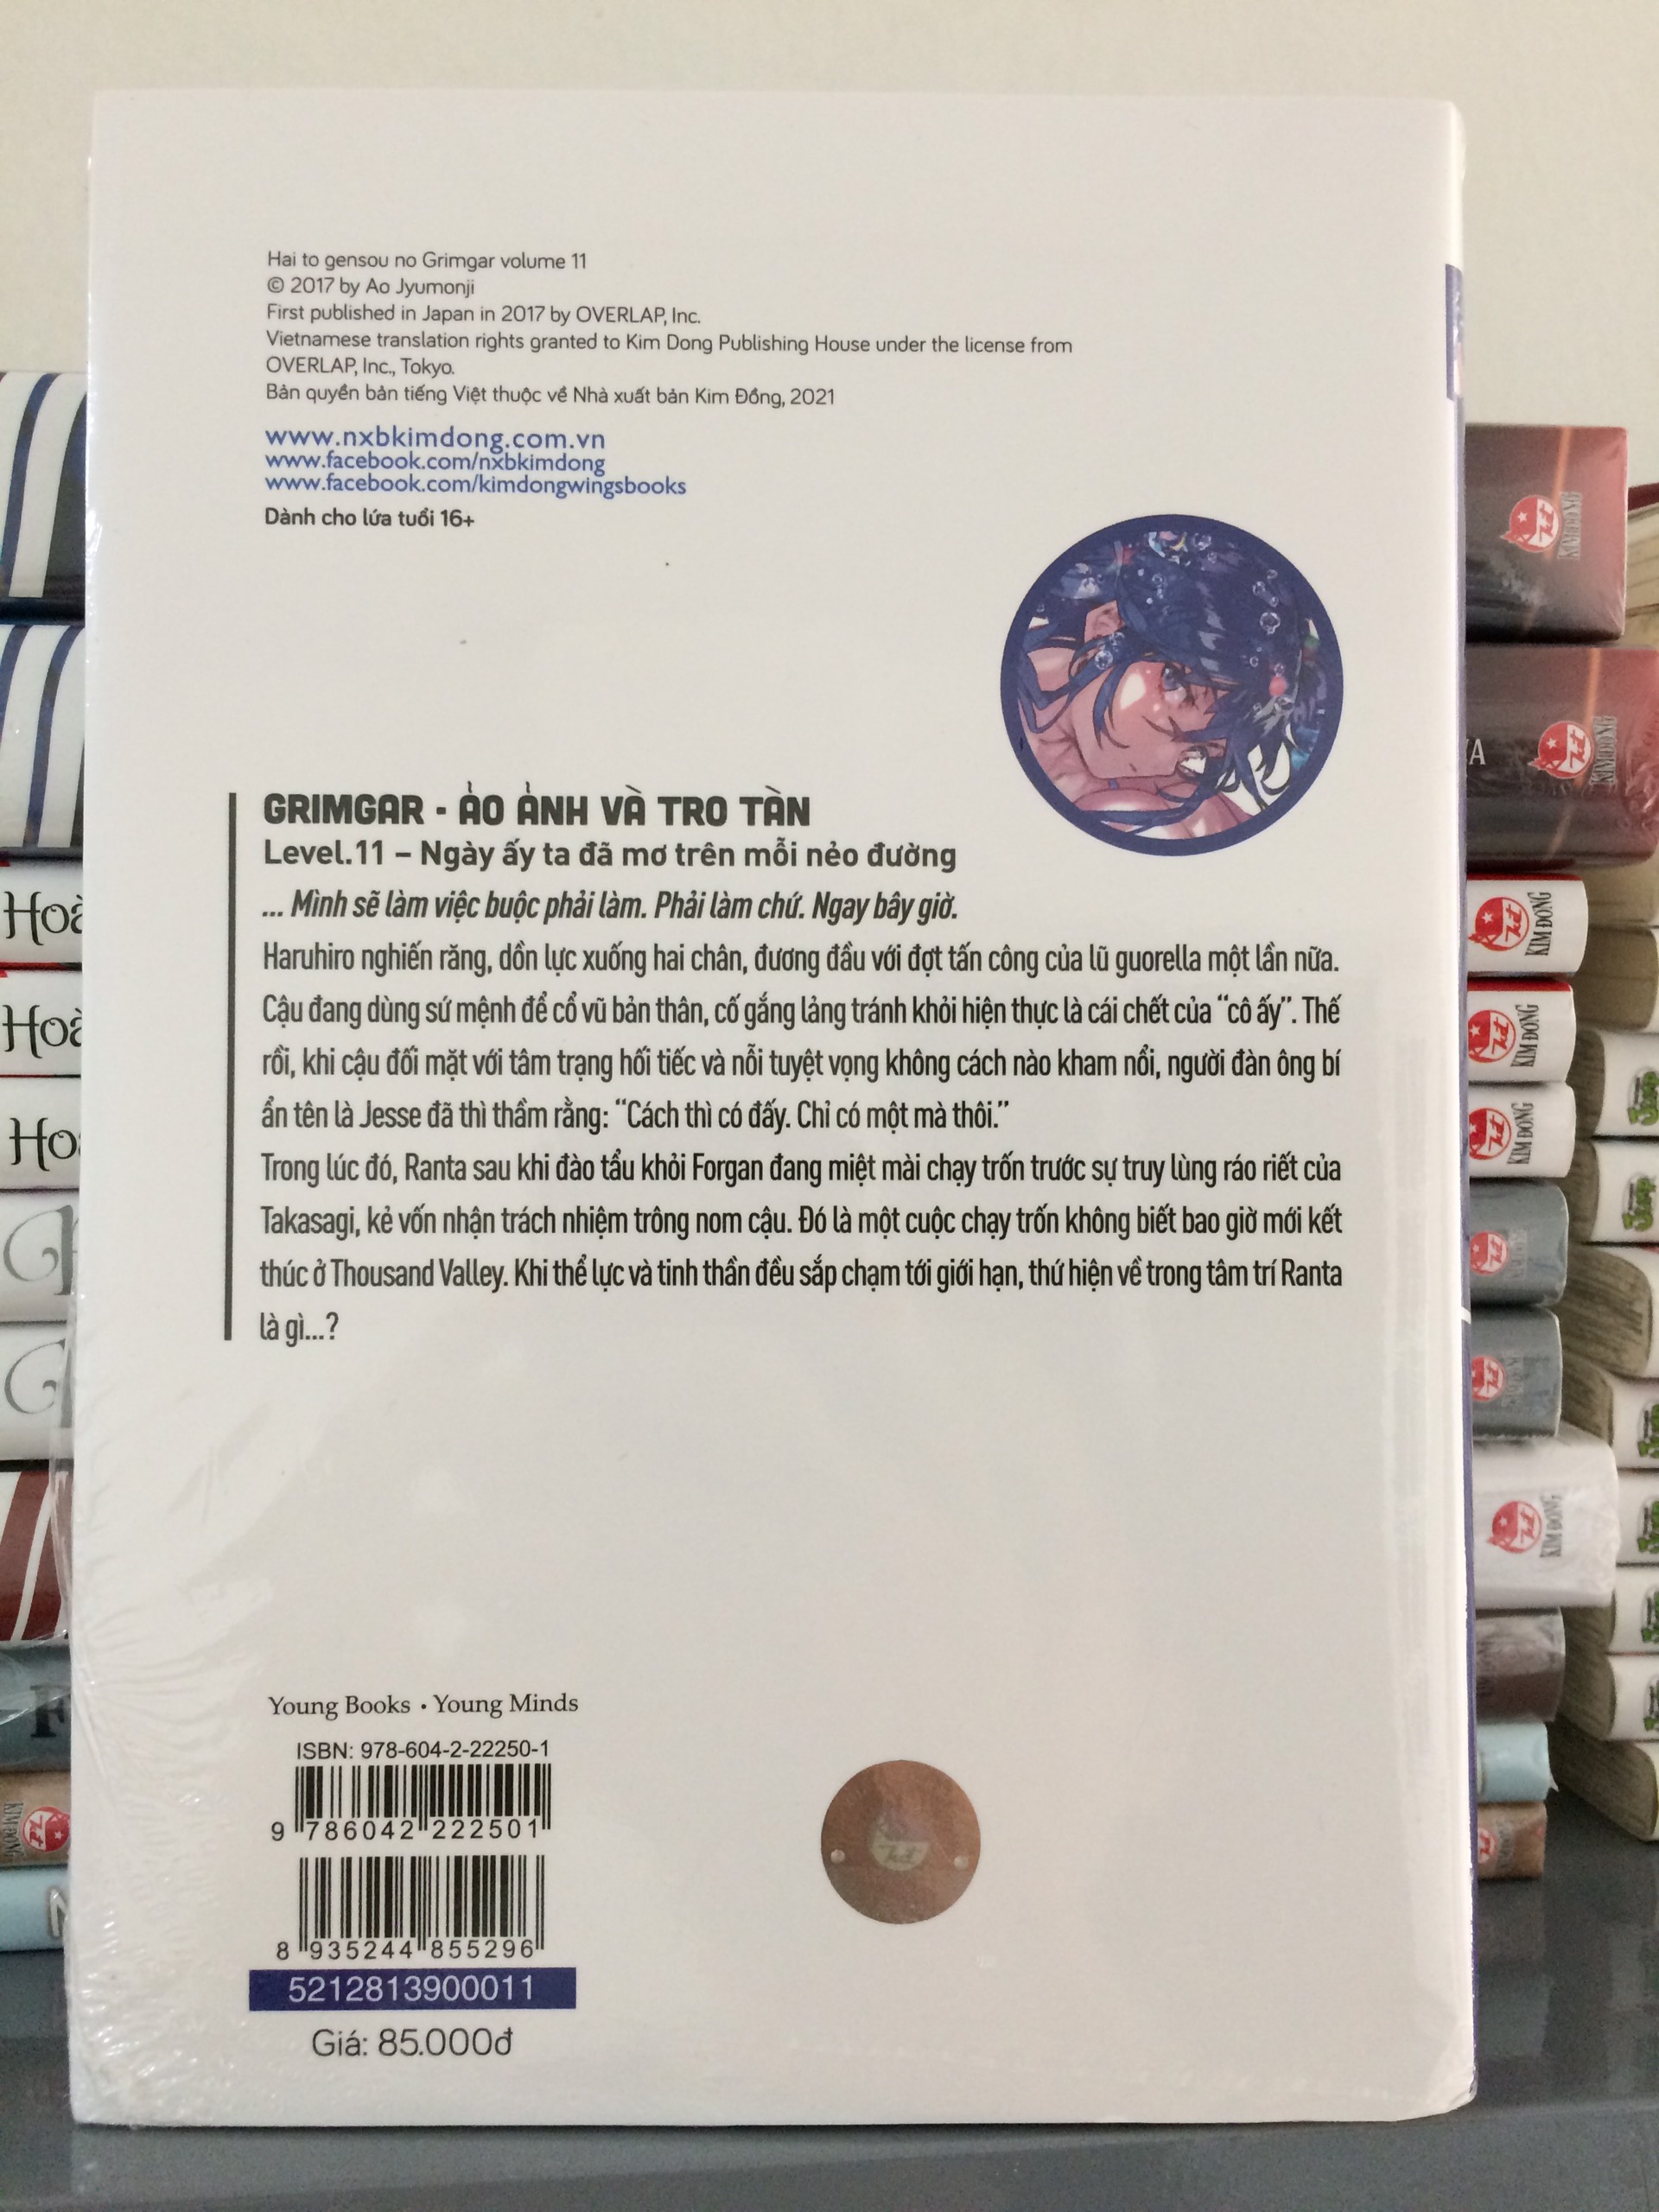 Hai to gensou no Grimgar volume 11
© 2017 by Ao Jyumonji
First published in Japan in 2017 by OVERLAP, Inc.
Vietnamese translation rights granted to Kim Dong Publishing House under the license from
OVERLAP, Inc., Tokyo.
Bản quyền bản tiếng Việt thuộc về Nhà xuất bản Kim Đồng, 2021
www.nxbkimdong.com.vn
www.facebook.com/nxbkimdong
www.facebook.com/kimdongwingsbooks
Dành cho lứa tuổi 16+
GRIMGAR - ẢO ẢNH VÀ TRO TÀN
Level.11 – Ngày ấy ta đã mơ trên mỗi nẻo đường
... Mình sẽ làm việc buộc phải làm. Phải làm chứ. Ngay bây giờ.
Haruhiro nghiến răng, dồn lực xuống hai chân, đương đầu với đợt tấn công của lũ guorella một lần nữa.
Cậu đang dùng sứ mệnh để cổ vũ bản thân, cố gắng lảng tránh khỏi hiện thực là cái chết của “cô ấy”. Thế
rồi, khi cậu đối mặt với tâm trạng hối tiếc và nỗi tuyệt vọng không cách nào kham nổi, người đàn ông bí
ẩn tên là Jesse đã thì thầm rằng: “Cách thì có đấy. Chỉ có một mà thôi.”
Trong lúc đó, Ranta sau khi đào tẩu khỏi Forgan đang miệt mài chạy trốn trước sự truy lùng ráo riết của
Takasagi, kẻ vốn nhận trách nhiệm trông nom cậu. Đó là một cuộc chạy trốn không biết bao giờ mới kết
thúc ở Thousand Valley. Khi thể lực và tinh thần đều sắp chạm tới giới hạn, thứ hiện về trong tâm trí Ranta
là gì...?
Young Books • Young Minds
ISBN: 978-604-2-22250-1
9 786042 222501
8 935244 855296
5212813900011
Giá: 85.000đ
Hoà
Hoà
Ho
KIM ĐỒNG
KIM ĐỒNG
KIM ĐỒNG
KIM ĐỒNG
KIM ĐỒNG
KIM ĐỒNG